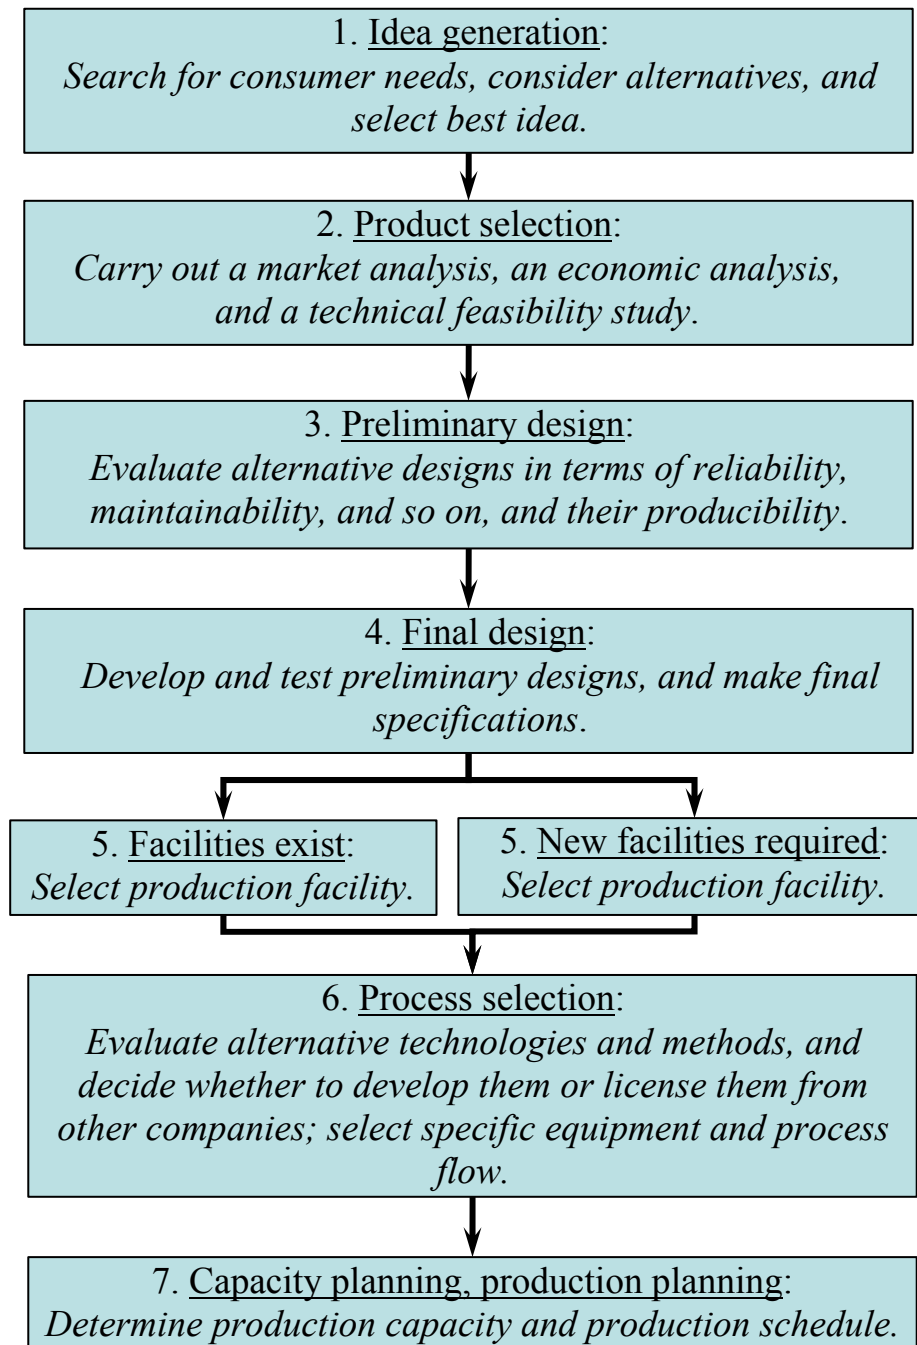 1. Idea generation:
Search for consumer needs, consider alternatives, and
select best idea.
2. Product selection:
Carry out a market analysis, an economic analysis,
and a technical feasibility study.
3. Preliminary design:
Evaluate alternative designs in terms of reliability,
maintainability, and so on, and their producibility.
4. Final design:
Develop and test preliminary designs, and make final
specifications.
5. Facilities exist:
Select production facility.
5. New facilities required:
Select production facility.
6. Process selection:
Evaluate alternative technologies and methods, and
decide whether to develop them or license them from
other companies; select specific equipment and process
flow.
7. Capacity planning, production planning:
Determine production capacity and production schedule.